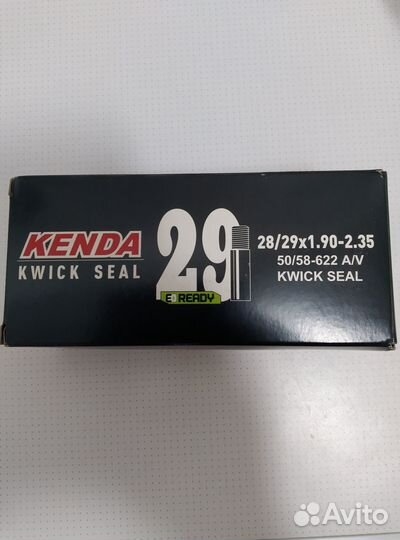 KENDA
KWICK SEAL
29
READY
28/29x1.90-2.35
50/58-622 A/V
KWICK SEAL
Avito